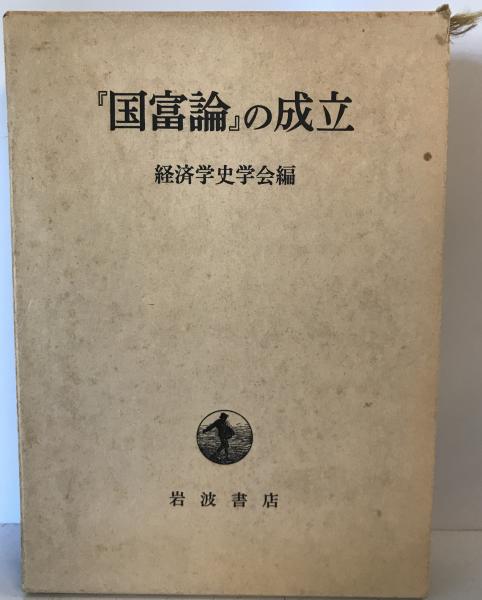 『国富論』の成立
経済学史学会編
岩波書店